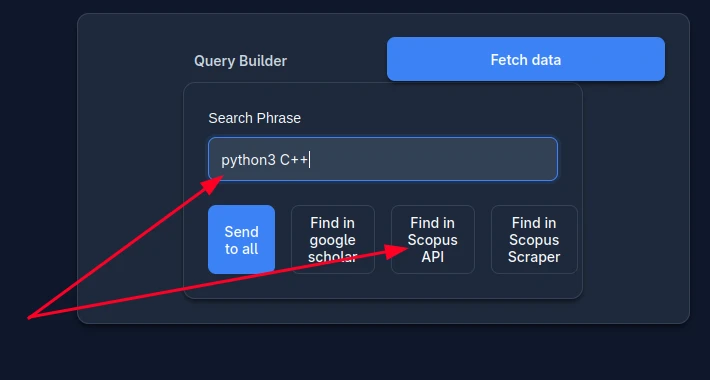 Query Builder
Fetch data
Search Phrase
python3 C++
Send
to all
Find in
google
scholar
Find in
Scopus
API
Find in
Scopus
Scraper